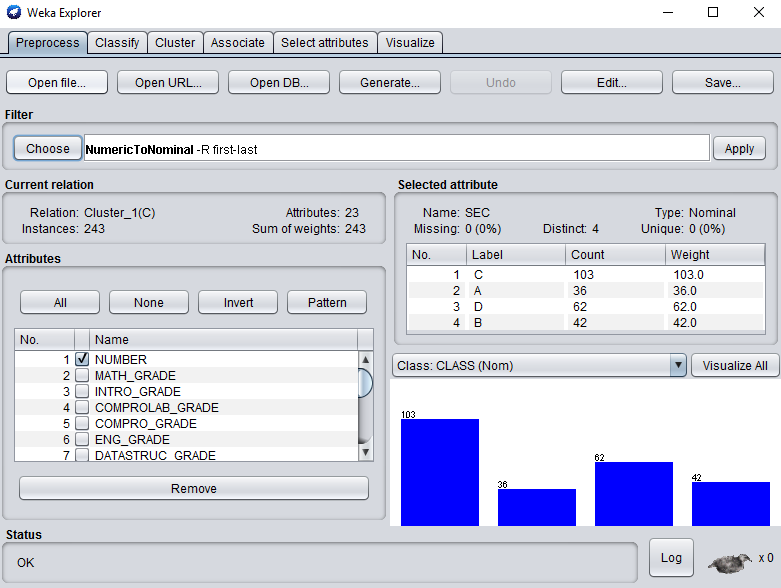 Weka Explorer
Preprocess Classify Cluster Associate Select attributes Visualize
Open file... Open URL... Open DB... Generate... Undo Edit... Save...
Filter
Choose NumericToNominal -R first-last Apply
Current relation
Relation: Cluster_1(C) Attributes: 23
Instances: 243 Sum of weights: 243
Attributes
All None Invert Pattern
No. Name
1 NUMBER
2 MATH_GRADE
3 INTRO_GRADE
4 COMPROLAB_GRADE
5 COMPRO_GRADE
6 ENG_GRADE
7 DATASTRUC_GRADE
Remove
Selected attribute
Name: SEC Type: Nominal
Missing: 0 (0%) Distinct: 4 Unique: 0 (0%)
No. Label Count Weight
1 C 103 103.0
2 A 36 36.0
3 D 62 62.0
4 B 42 42.0
Class: CLASS (Nom) Visualize All
103
36
62
42
Status
OK
Log x 0